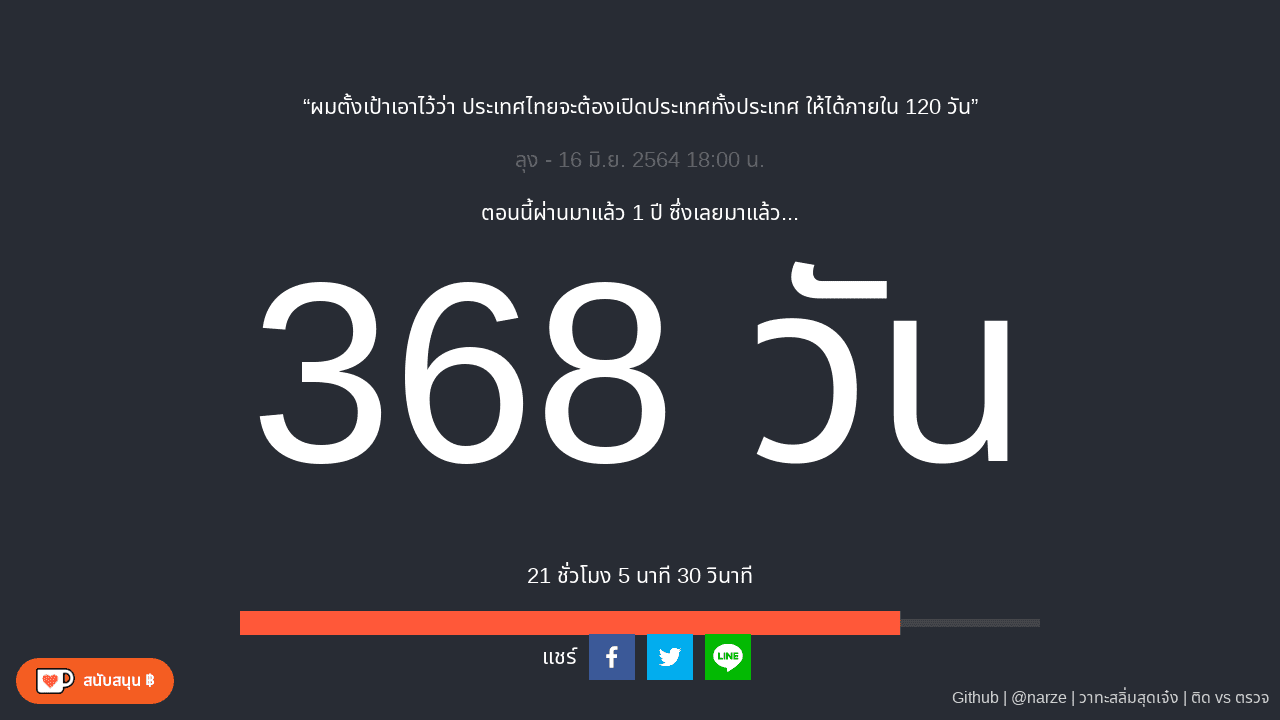 “ผมตั้งเป้าเอาไว้ว่า ประเทศไทยจะต้องเปิดประเทศทั้งประเทศ ให้ได้ภายใน 120 วัน”
ลุง - 16 มิ.ย. 2564 18:00 น.
ตอนนี้ผ่านมาแล้ว 1 ปี ซึ่งเลยมาแล้ว...
368 วัน
21 ชั่วโมง 5 นาที 30 วินาที
แชร์
LINE
สนับสนุน ฿
Github | @narze | วาทะสลิ่มสุดเจ๋ง | ติด vs ตรวจ